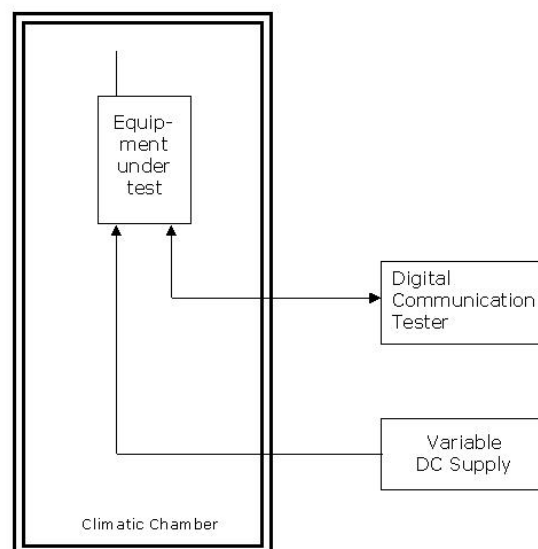 Equip-
ment
under
test
Digital
Communication
Tester
Variable
DC Supply
Climatic Chamber